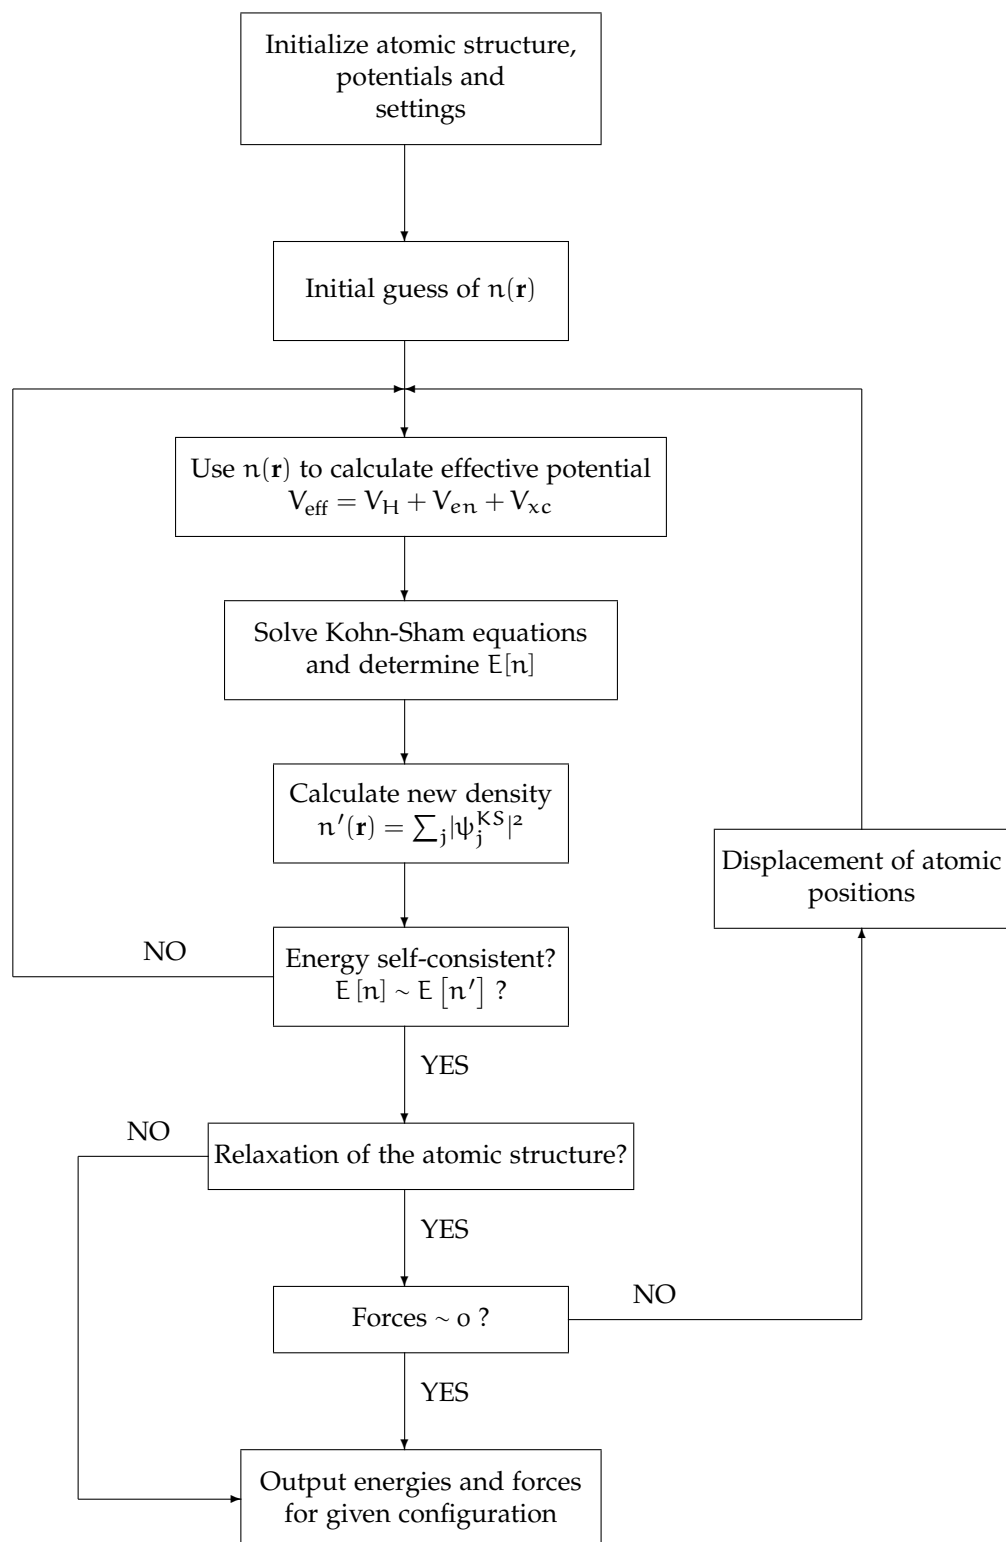 Initialize atomic structure,
potentials and
settings
Initial guess of n(𝐫)
Use n(𝐫) to calculate effective potential
V_eff = V_H + V_en + V_xc
Solve Kohn-Sham equations
and determine E[n]
Calculate new density
n′(𝐫) = ∑_j|ψ_j^KS|²
Displacement of atomic
positions
NO
Energy self-consistent?
E [n] ∼ E [n′] ?
YES
NO
Relaxation of the atomic structure?
YES
Forces ∼ 0 ?
NO
YES
Output energies and forces
for given configuration